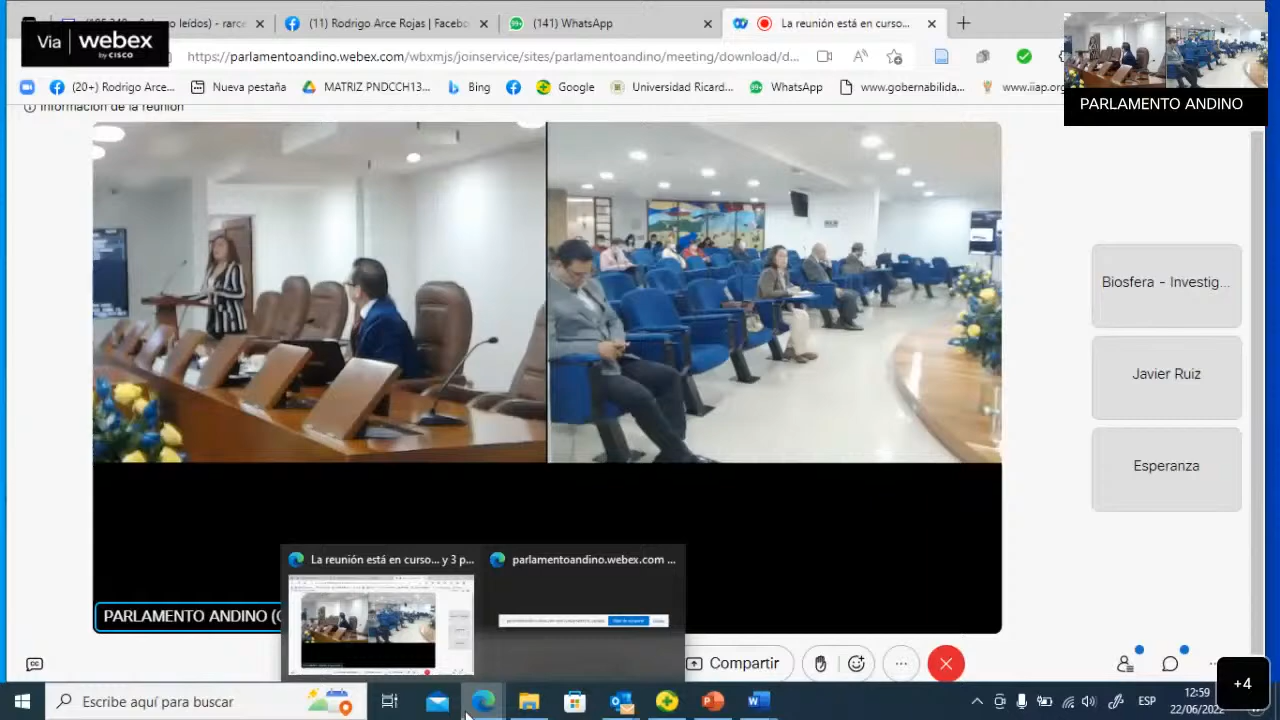 (11) Rodrigo Arce Rojas | Facebo
(141) WhatsApp
La reunión está en curso...
Via webex
by CISCO
https://parlamentoandino.webex.com/wbxmjs/joinservice/sites/parlamentoandino/meeting/download/d...
(20+) Rodrigo Arce...
Nueva pestaña
MATRIZ PNDCCH13...
Bing
Google
Universidad Ricard...
WhatsApp
www.gobernabilida...
www.iiap.org
PARLAMENTO ANDINO
Información de la reunión
Biosfera - Investig...
Javier Ruiz
Esperanza
La reunión está en curso... y 3 p...
parlamentoandino.webex.com ...
PARLAMENTO ANDINO
Compartir
+4
Escribe aquí para buscar
ESP
12:59
22/06/2022